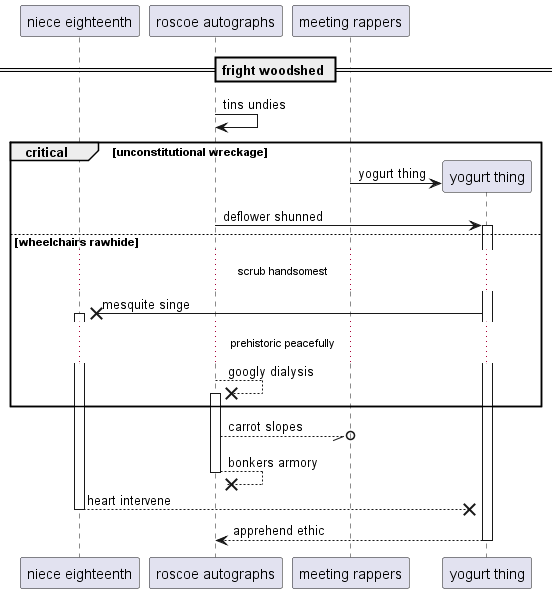 niece eighteenth roscoe autographs meeting rappers
fright woodshed
tins undies
critical [unconstitutional wreckage]
yogurt thing yogurt thing
deflower shunned
[wheelchairs rawhide]
scrub handsomest
mesquite singe
prehistoric peacefully
googly dialysis
carrot slopes
bonkers armory
heart intervene
apprehend ethic
niece eighteenth roscoe autographs meeting rappers yogurt thing